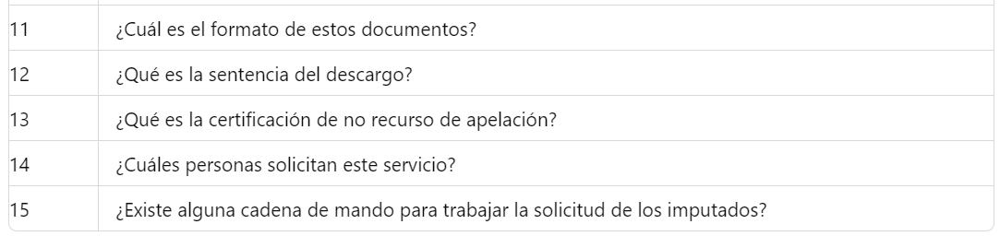 11 ¿Cuál es el formato de estos documentos?
12 ¿Qué es la sentencia del descargo?
13 ¿Qué es la certificación de no recurso de apelación?
14 ¿Cuáles personas solicitan este servicio?
15 ¿Existe alguna cadena de mando para trabajar la solicitud de los imputados?